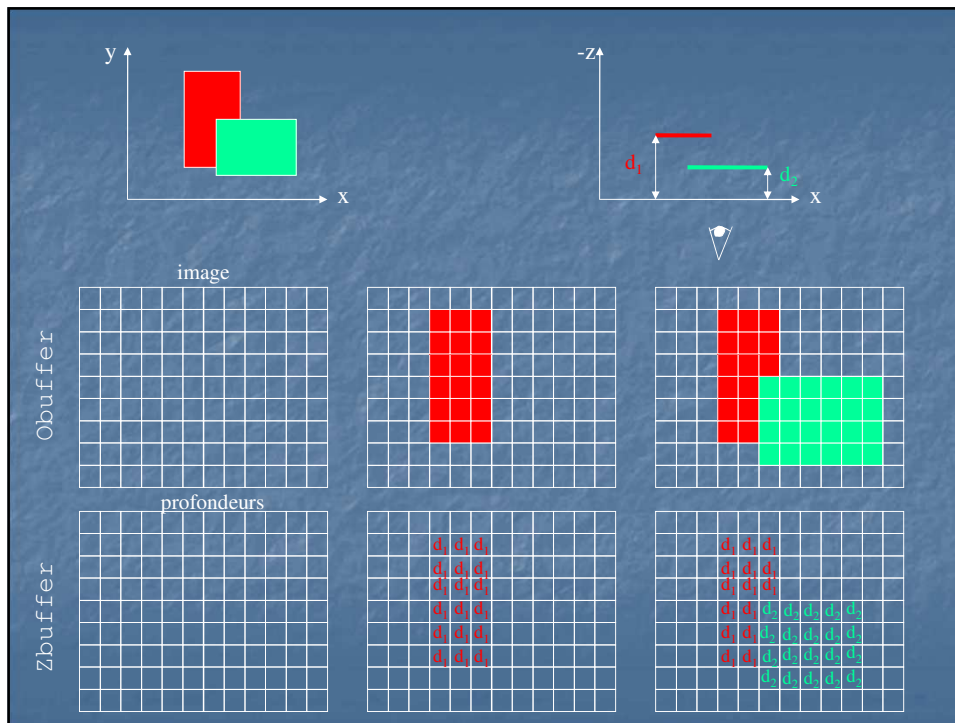 y
-z
d₁
d₂
x
x
image
Obuffer
profondeurs
Zbuffer
d₁ d₁ d₁
d₁ d₁ d₁
d₁ d₁ d₁
d₁ d₁ d₁
d₁ d₁ d₁
d₁ d₁ d₁
d₁ d₁ d₁
d₁ d₁ d₁
d₁ d₁ d₁
d₁ d₁ d₂ d₂ d₂ d₂ d₂
d₁ d₁ d₂ d₂ d₂ d₂ d₂
d₁ d₁ d₂ d₂ d₂ d₂ d₂
d₂ d₂ d₂ d₂ d₂